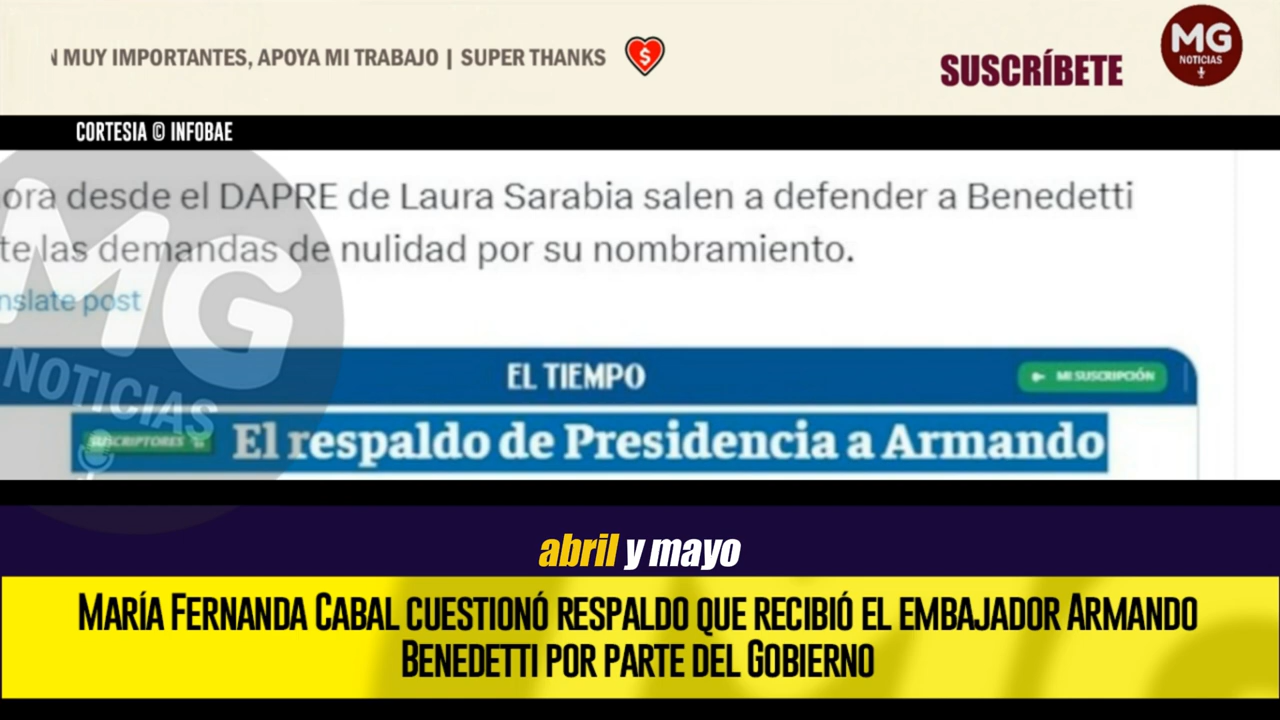 N MUY IMPORTANTES, APOYA MI TRABAJO | SUPER THANKS
SUSCRÍBETE
MG
NOTICIAS
CORTESIA © INFOBAE
ora desde el DAPRE de Laura Sarabia salen a defender a Benedetti
te las demandas de nulidad por su nombramiento.
nslate post
MG
NOTICIAS
EL TIEMPO
MI SUSCRIPCIÓN
SUSCRIPTORES
El respaldo de Presidencia a Armando
abril y mayo
MARÍA FERNANDA CABAL CUESTIONÓ RESPALDO QUE RECIBIÓ EL EMBAJADOR ARMANDO
BENEDETTI POR PARTE DEL GOBIERNO